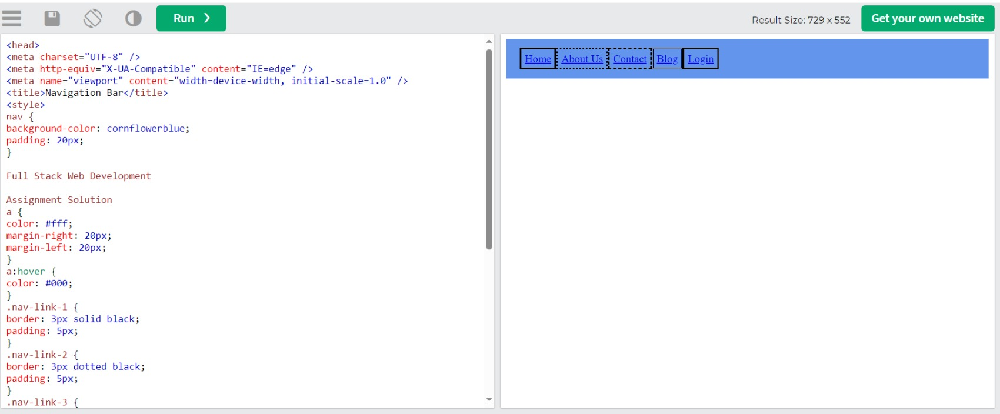 Run ❯
Result Size: 729 x 552
Get your own website
<head>
<meta charset="UTF-8" />
<meta http-equiv="X-UA-Compatible" content="IE=edge" />
<meta name="viewport" content="width=device-width, initial-scale=1.0" />
<title>Navigation Bar</title>
<style>
nav {
background-color: cornflowerblue;
padding: 20px;
}
Full Stack Web Development
Assignment Solution
a {
color: #fff;
margin-right: 20px;
margin-left: 20px;
}
a:hover {
color: #000;
}
.nav-link-1 {
border: 3px solid black;
padding: 5px;
}
.nav-link-2 {
border: 3px dotted black;
padding: 5px;
}
.nav-link-3 {
Home About Us Contact Blog Login